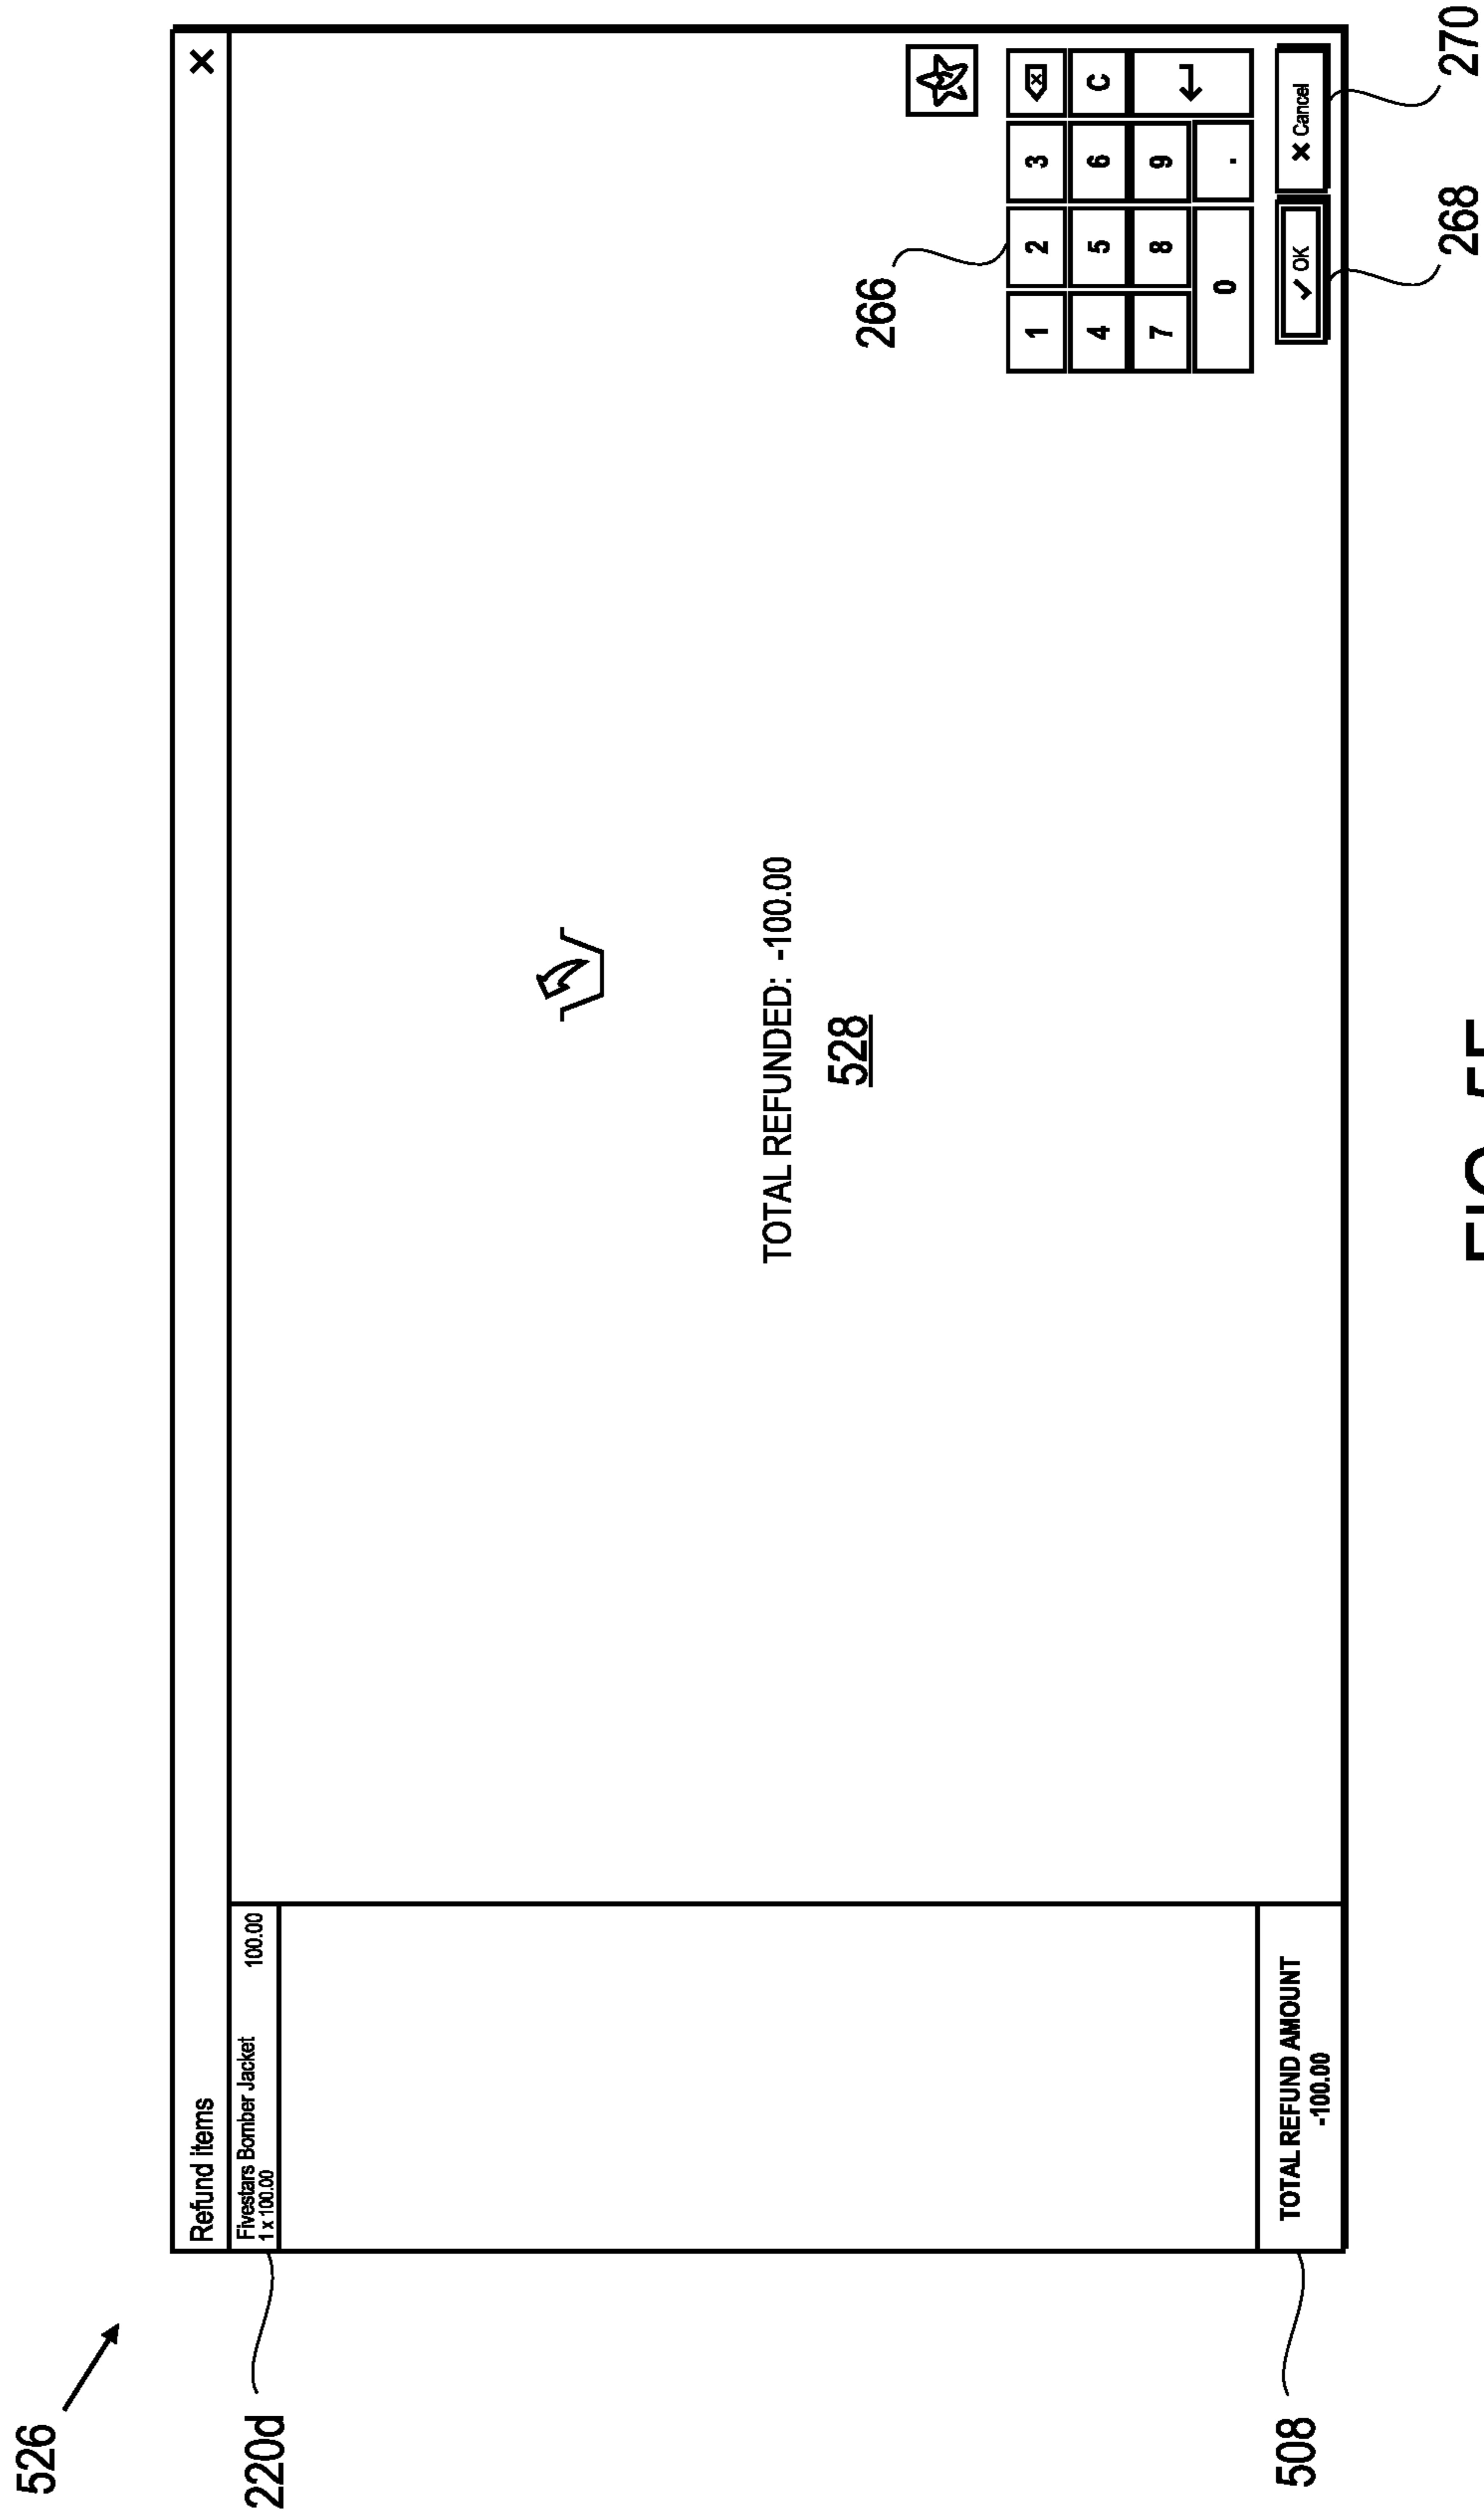 526
Refund items
×
220d
Fivestars Bomber Jacket
100.00
1 x 100.00
TOTAL REFUNDED: -100.00
528
266
1 2 3 x
4 5 6 C
7 8 9
0 .
508
TOTAL REFUND AMOUNT
-100.00
OK
× Cancel
268
270